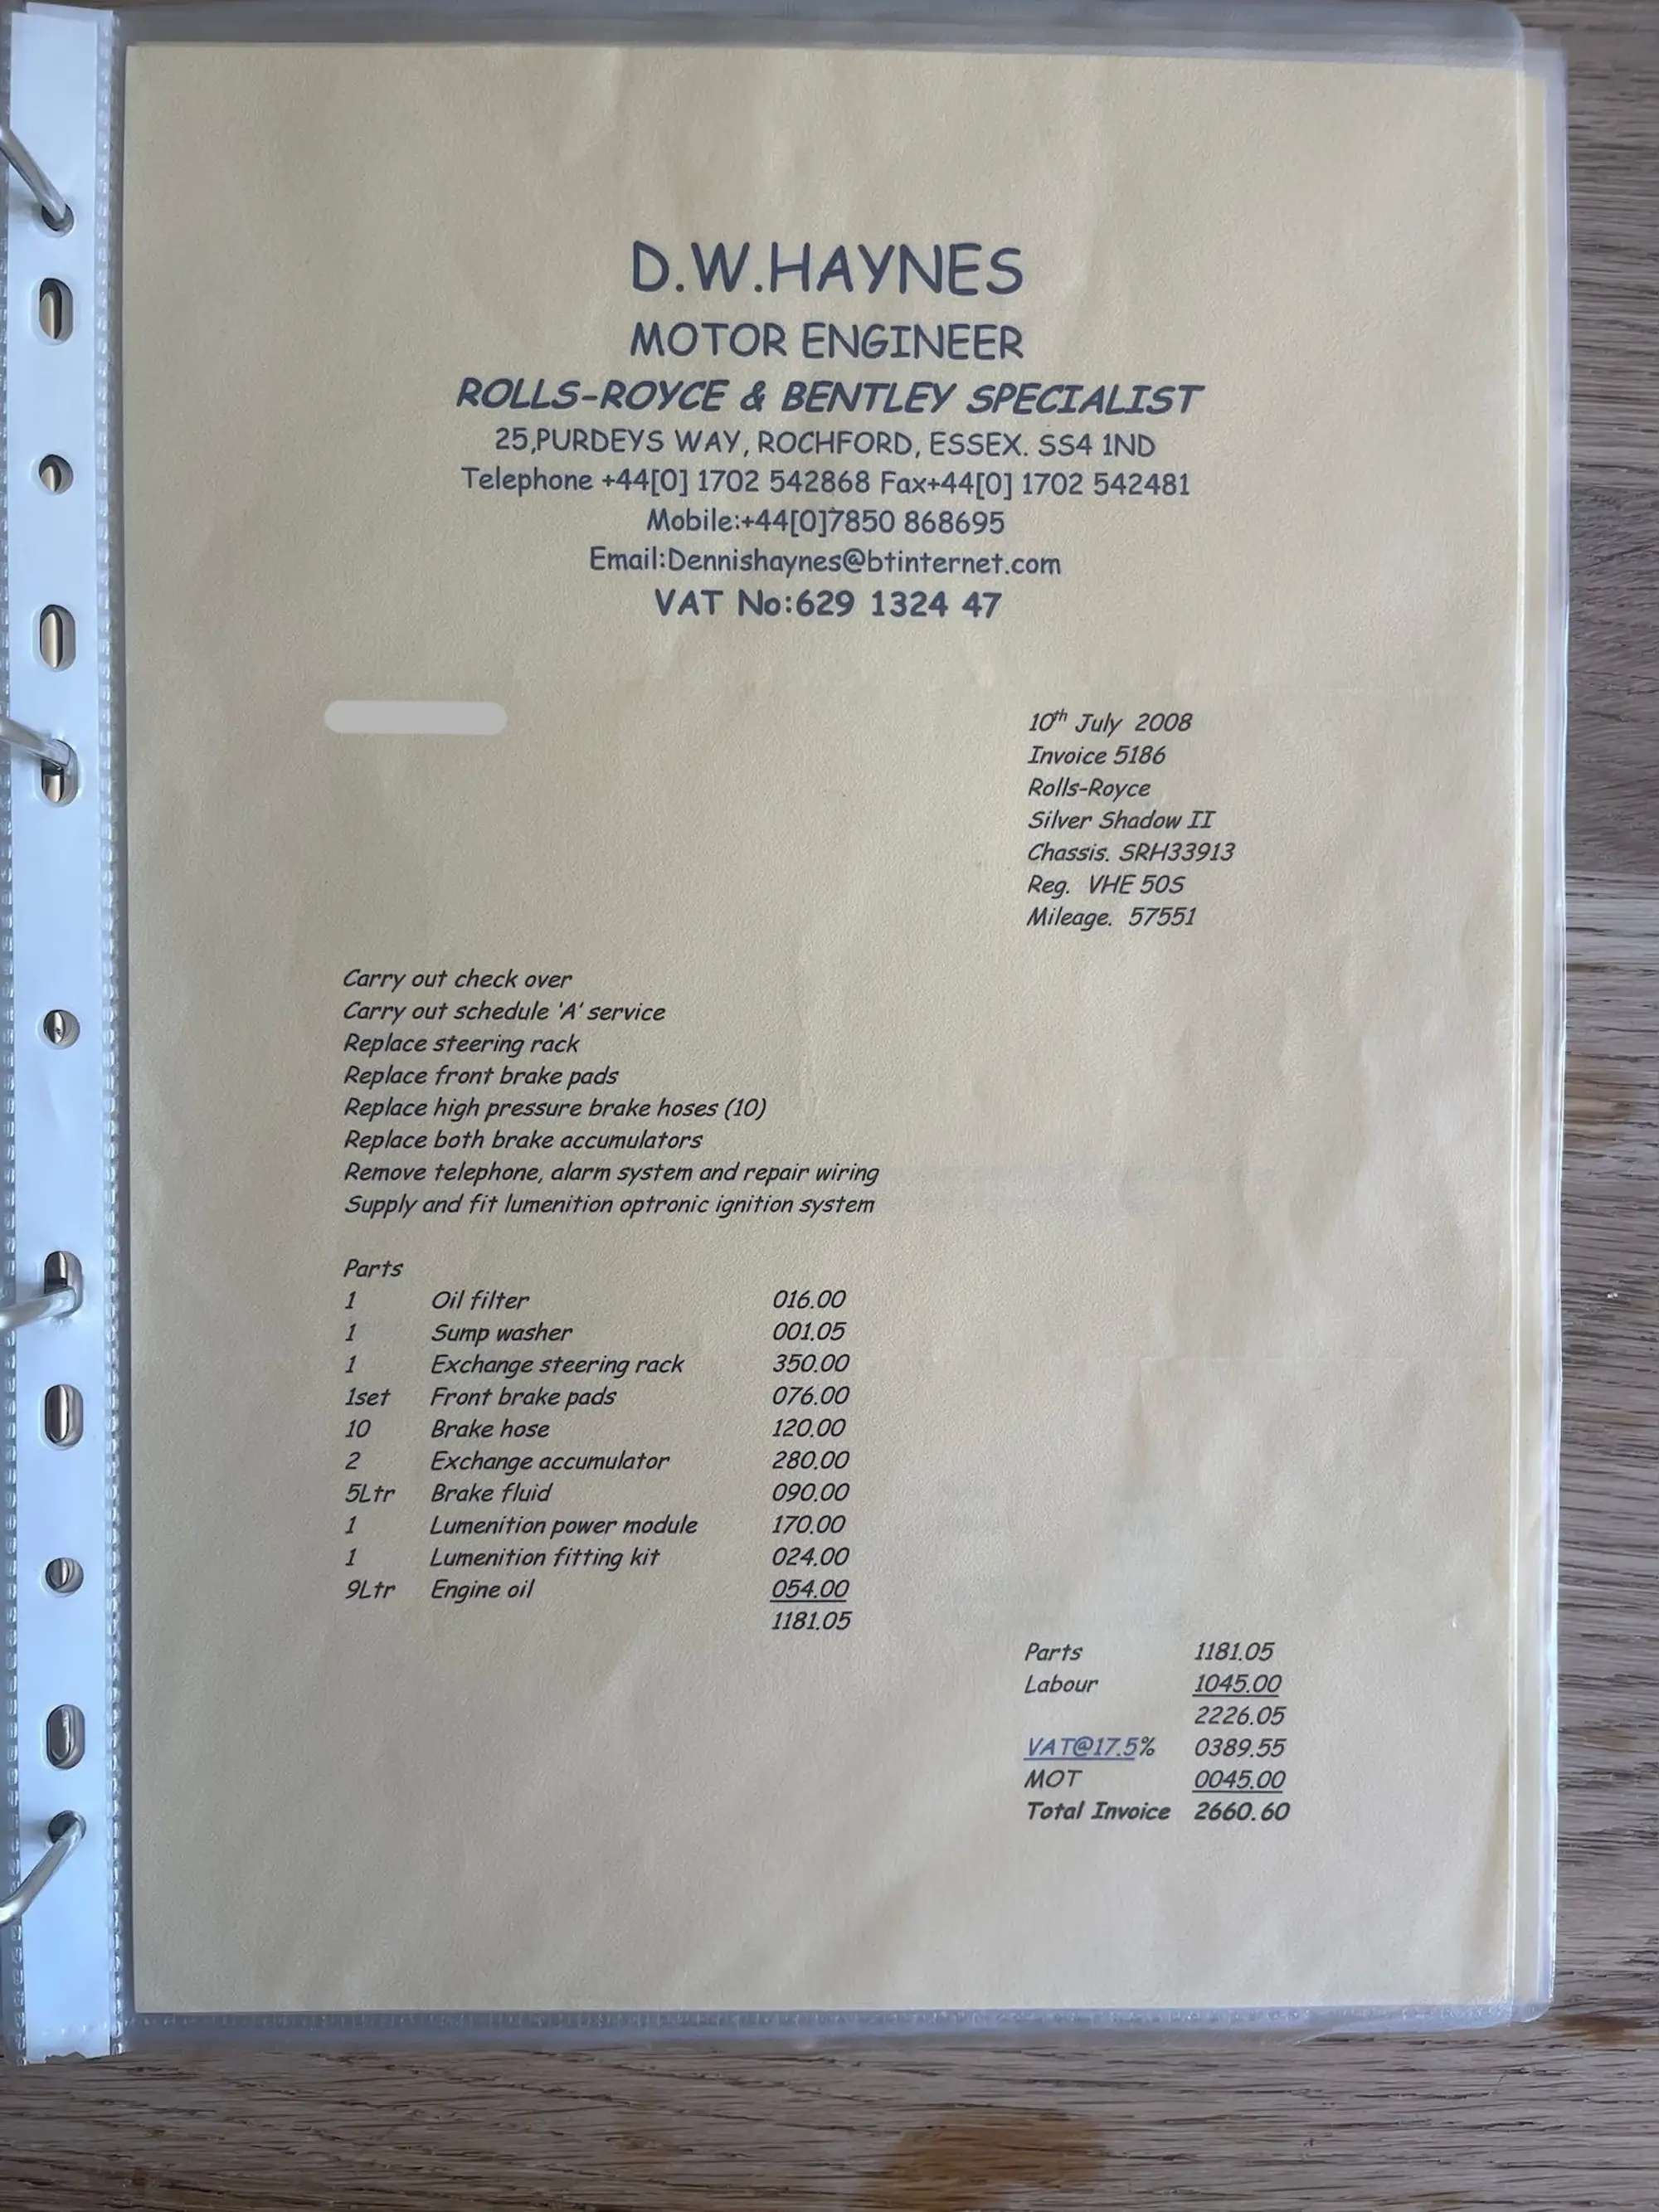 D.W.HAYNES
MOTOR ENGINEER
ROLLS-ROYCE & BENTLEY SPECIALIST
25,PURDEYS WAY, ROCHFORD, ESSEX. SS4 1ND
Telephone +44[0] 1702 542868 Fax+44[0] 1702 542481
Mobile:+44[0]7850 868695
Email:Dennishaynes@btinternet.com
VAT No:629 1324 47
10th July 2008
Invoice 5186
Rolls-Royce
Silver Shadow II
Chassis. SRH33913
Reg. VHE 50S
Mileage. 57551
Carry out check over
Carry out schedule 'A' service
Replace steering rack
Replace front brake pads
Replace high pressure brake hoses (10)
Replace both brake accumulators
Remove telephone, alarm system and repair wiring
Supply and fit lumenition optronic ignition system
Parts
1 Oil filter 016.00
1 Sump washer 001.05
1 Exchange steering rack 350.00
1set Front brake pads 076.00
10 Brake hose 120.00
2 Exchange accumulator 280.00
5Ltr Brake fluid 090.00
1 Lumenition power module 170.00
1 Lumenition fitting kit 024.00
9Ltr Engine oil 054.00
1181.05
Parts 1181.05
Labour 1045.00
2226.05
VAT@17.5% 0389.55
MOT 0045.00
Total Invoice 2660.60